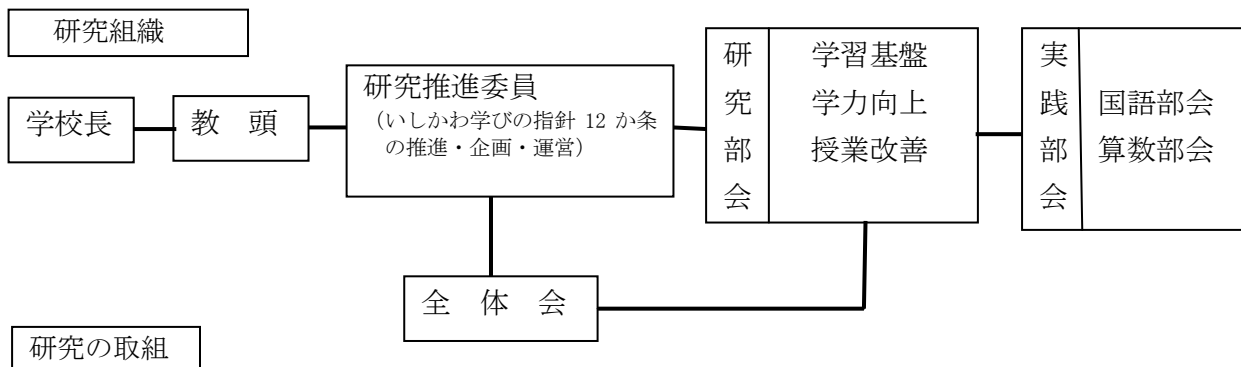 研究組織
学校長
教 頭
研究推進委員
（いしかわ学びの指針 12 か条
の推進・企画・運営）
研究部会
学習基盤
学力向上
授業改善
実践部会
国語部会
算数部会
全 体 会
研究の取組